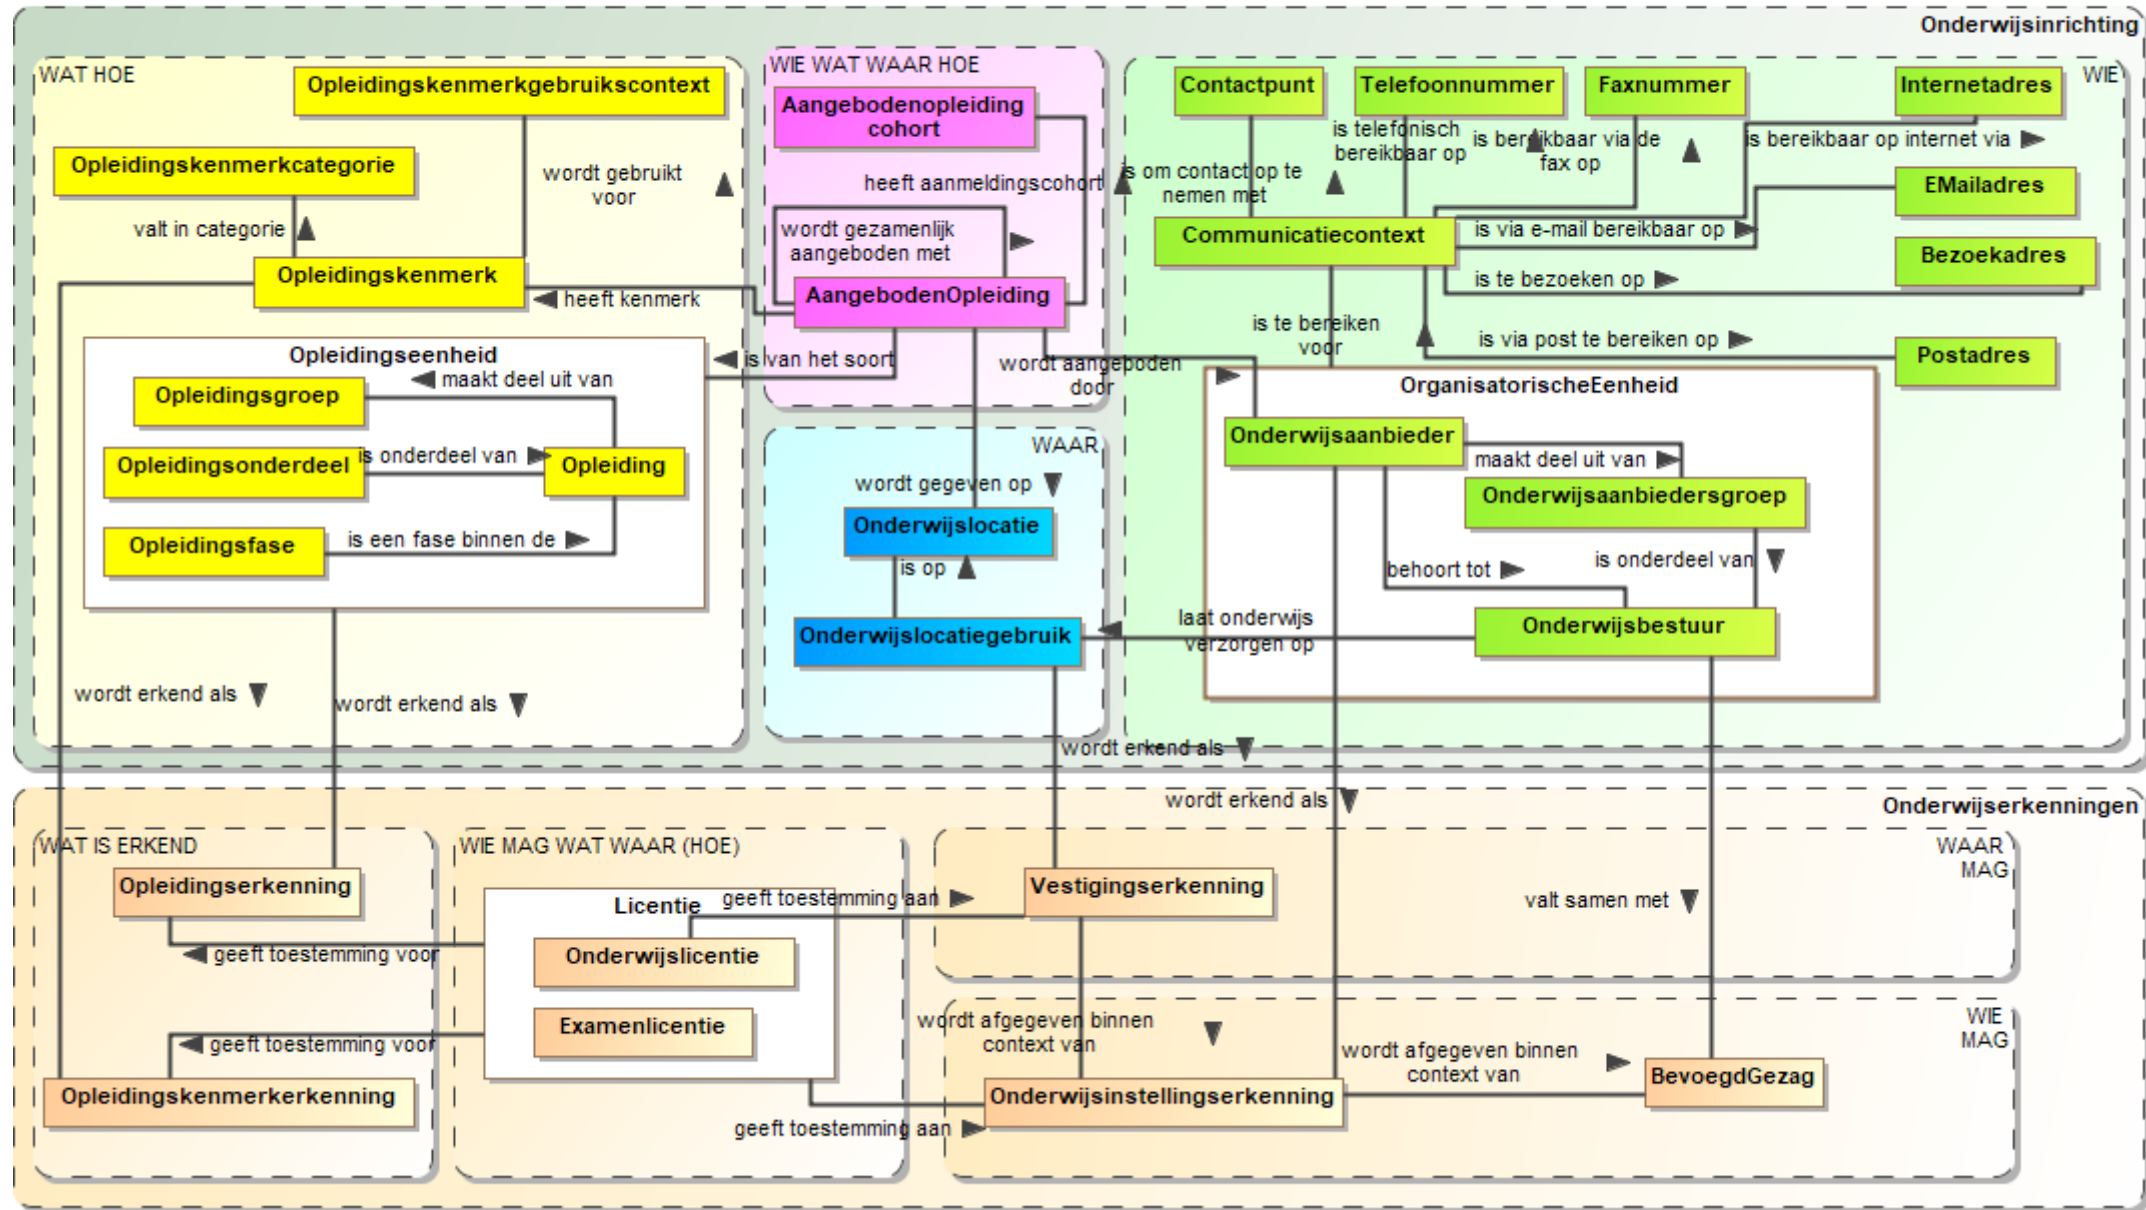 Onderwijsinrichting
WAT HOE
Opleidingskenmerkgebruikscontext
Opleidingskenmerkcategorie
wordt gebruikt
voor
valt in categorie
Opleidingskenmerk
heeft kenmerk
Opleidingseenheid
maakt deel uit van
Opleidingsgroep
Opleidingsonderdeel
is onderdeel van
Opleiding
Opleidingsfase
is een fase binnen de
wordt erkend als
wordt erkend als
WIE WAT WAAR HOE
Aangebodenopleiding
cohort
heeft aanmeldingscohort
wordt gezamenlijk
aangeboden met
AangebodenOpleiding
is van het soort
wordt aangeboden
door
WAAR
wordt gegeven op
Onderwijslocatie
is op
Onderwijslocatiegebruik
laat onderwijs
verzorgen op
wordt erkend als
WIE
Contactpunt
Telefoonnummer
Faxnummer
Internetadres
is telefonisch
bereikbaar op
is bereikbaar via de
fax op
is bereikbaar op internet via
is om contact op te
nemen met
EMailadres
Communicatiecontext
is via e-mail bereikbaar op
Bezoekadres
is te bezoeken op
is te bereiken
voor
is via post te bereiken op
Postadres
OrganisatorischeEenheid
Onderwijsaanbieder
maakt deel uit van
Onderwijsaanbiedersgroep
is onderdeel van
behoort tot
Onderwijsbestuur
wordt erkend als
Onderwijserkenningen
WAT IS ERKEND
Opleidingserkenning
geeft toestemming voor
geeft toestemming voor
Opleidingskenmerkerkenning
WIE MAG WAT WAAR (HOE)
Licentie
geeft toestemming aan
Onderwijslicentie
Examenlicentie
geeft toestemming aan
WAAR
MAG
Vestigingserkenning
valt samen met
WIE
MAG
wordt afgegeven binnen
context van
wordt afgegeven binnen
context van
Onderwijsinstellingserkenning
BevoegdGezag